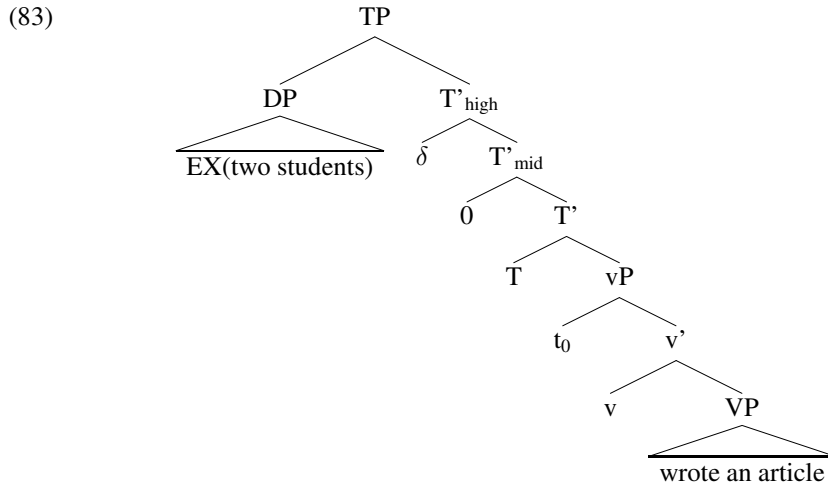 (83) TP
DP T’high
EX(two students) δ T’mid
0 T’
T vP
t0 v’
v VP
wrote an article